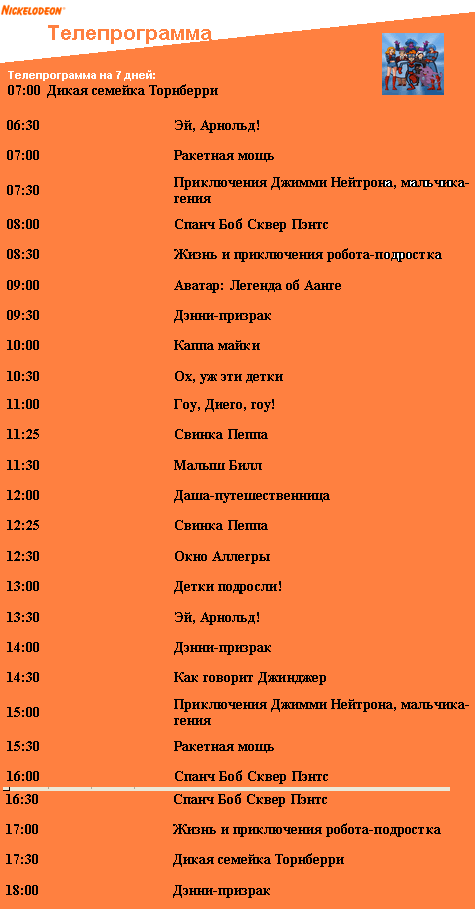 NICKELODEON
Телепрограмма
Телепрограмма на 7 дней:
07:00 Дикая семейка Торнберри
06:30 Эй, Арнольд!
07:00 Ракетная мощь
07:30 Приключения Джимми Нейтрона, мальчика-
гения
08:00 Спанч Боб Сквер Пэнтс
08:30 Жизнь и приключения робота-подростка
09:00 Аватар: Легенда об Аанге
09:30 Дэнни-призрак
10:00 Каппа майки
10:30 Ох, уж эти детки
11:00 Гоу, Диего, гоу!
11:25 Свинка Пеппа
11:30 Малыш Билл
12:00 Даша-путешественница
12:25 Свинка Пеппа
12:30 Окно Аллегры
13:00 Детки подросли!
13:30 Эй, Арнольд!
14:00 Дэнни-призрак
14:30 Как говорит Джинджер
15:00 Приключения Джимми Нейтрона, мальчика-
гения
15:30 Ракетная мощь
16:00 Спанч Боб Сквер Пэнтс
16:30 Спанч Боб Сквер Пэнтс
17:00 Жизнь и приключения робота-подростка
17:30 Дикая семейка Торнберри
18:00 Дэнни-призрак